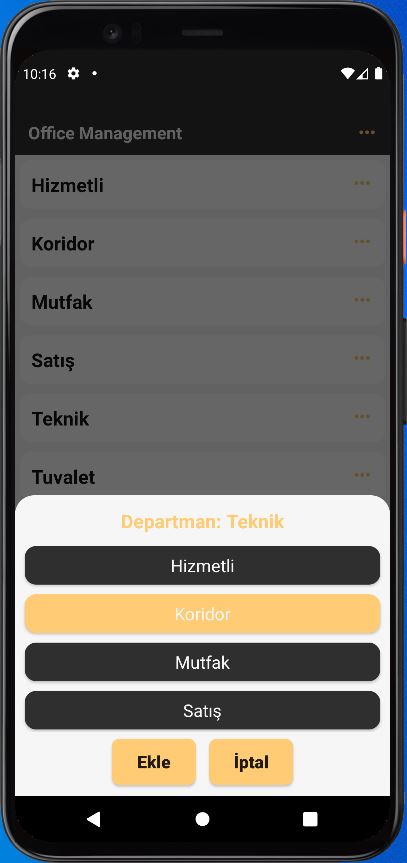 10:16
Office Management
Hizmetli
Koridor
Mutfak
Satış
Teknik
Tuvalet
Departman: Teknik
Hizmetli
Koridor
Mutfak
Satış
Ekle İptal